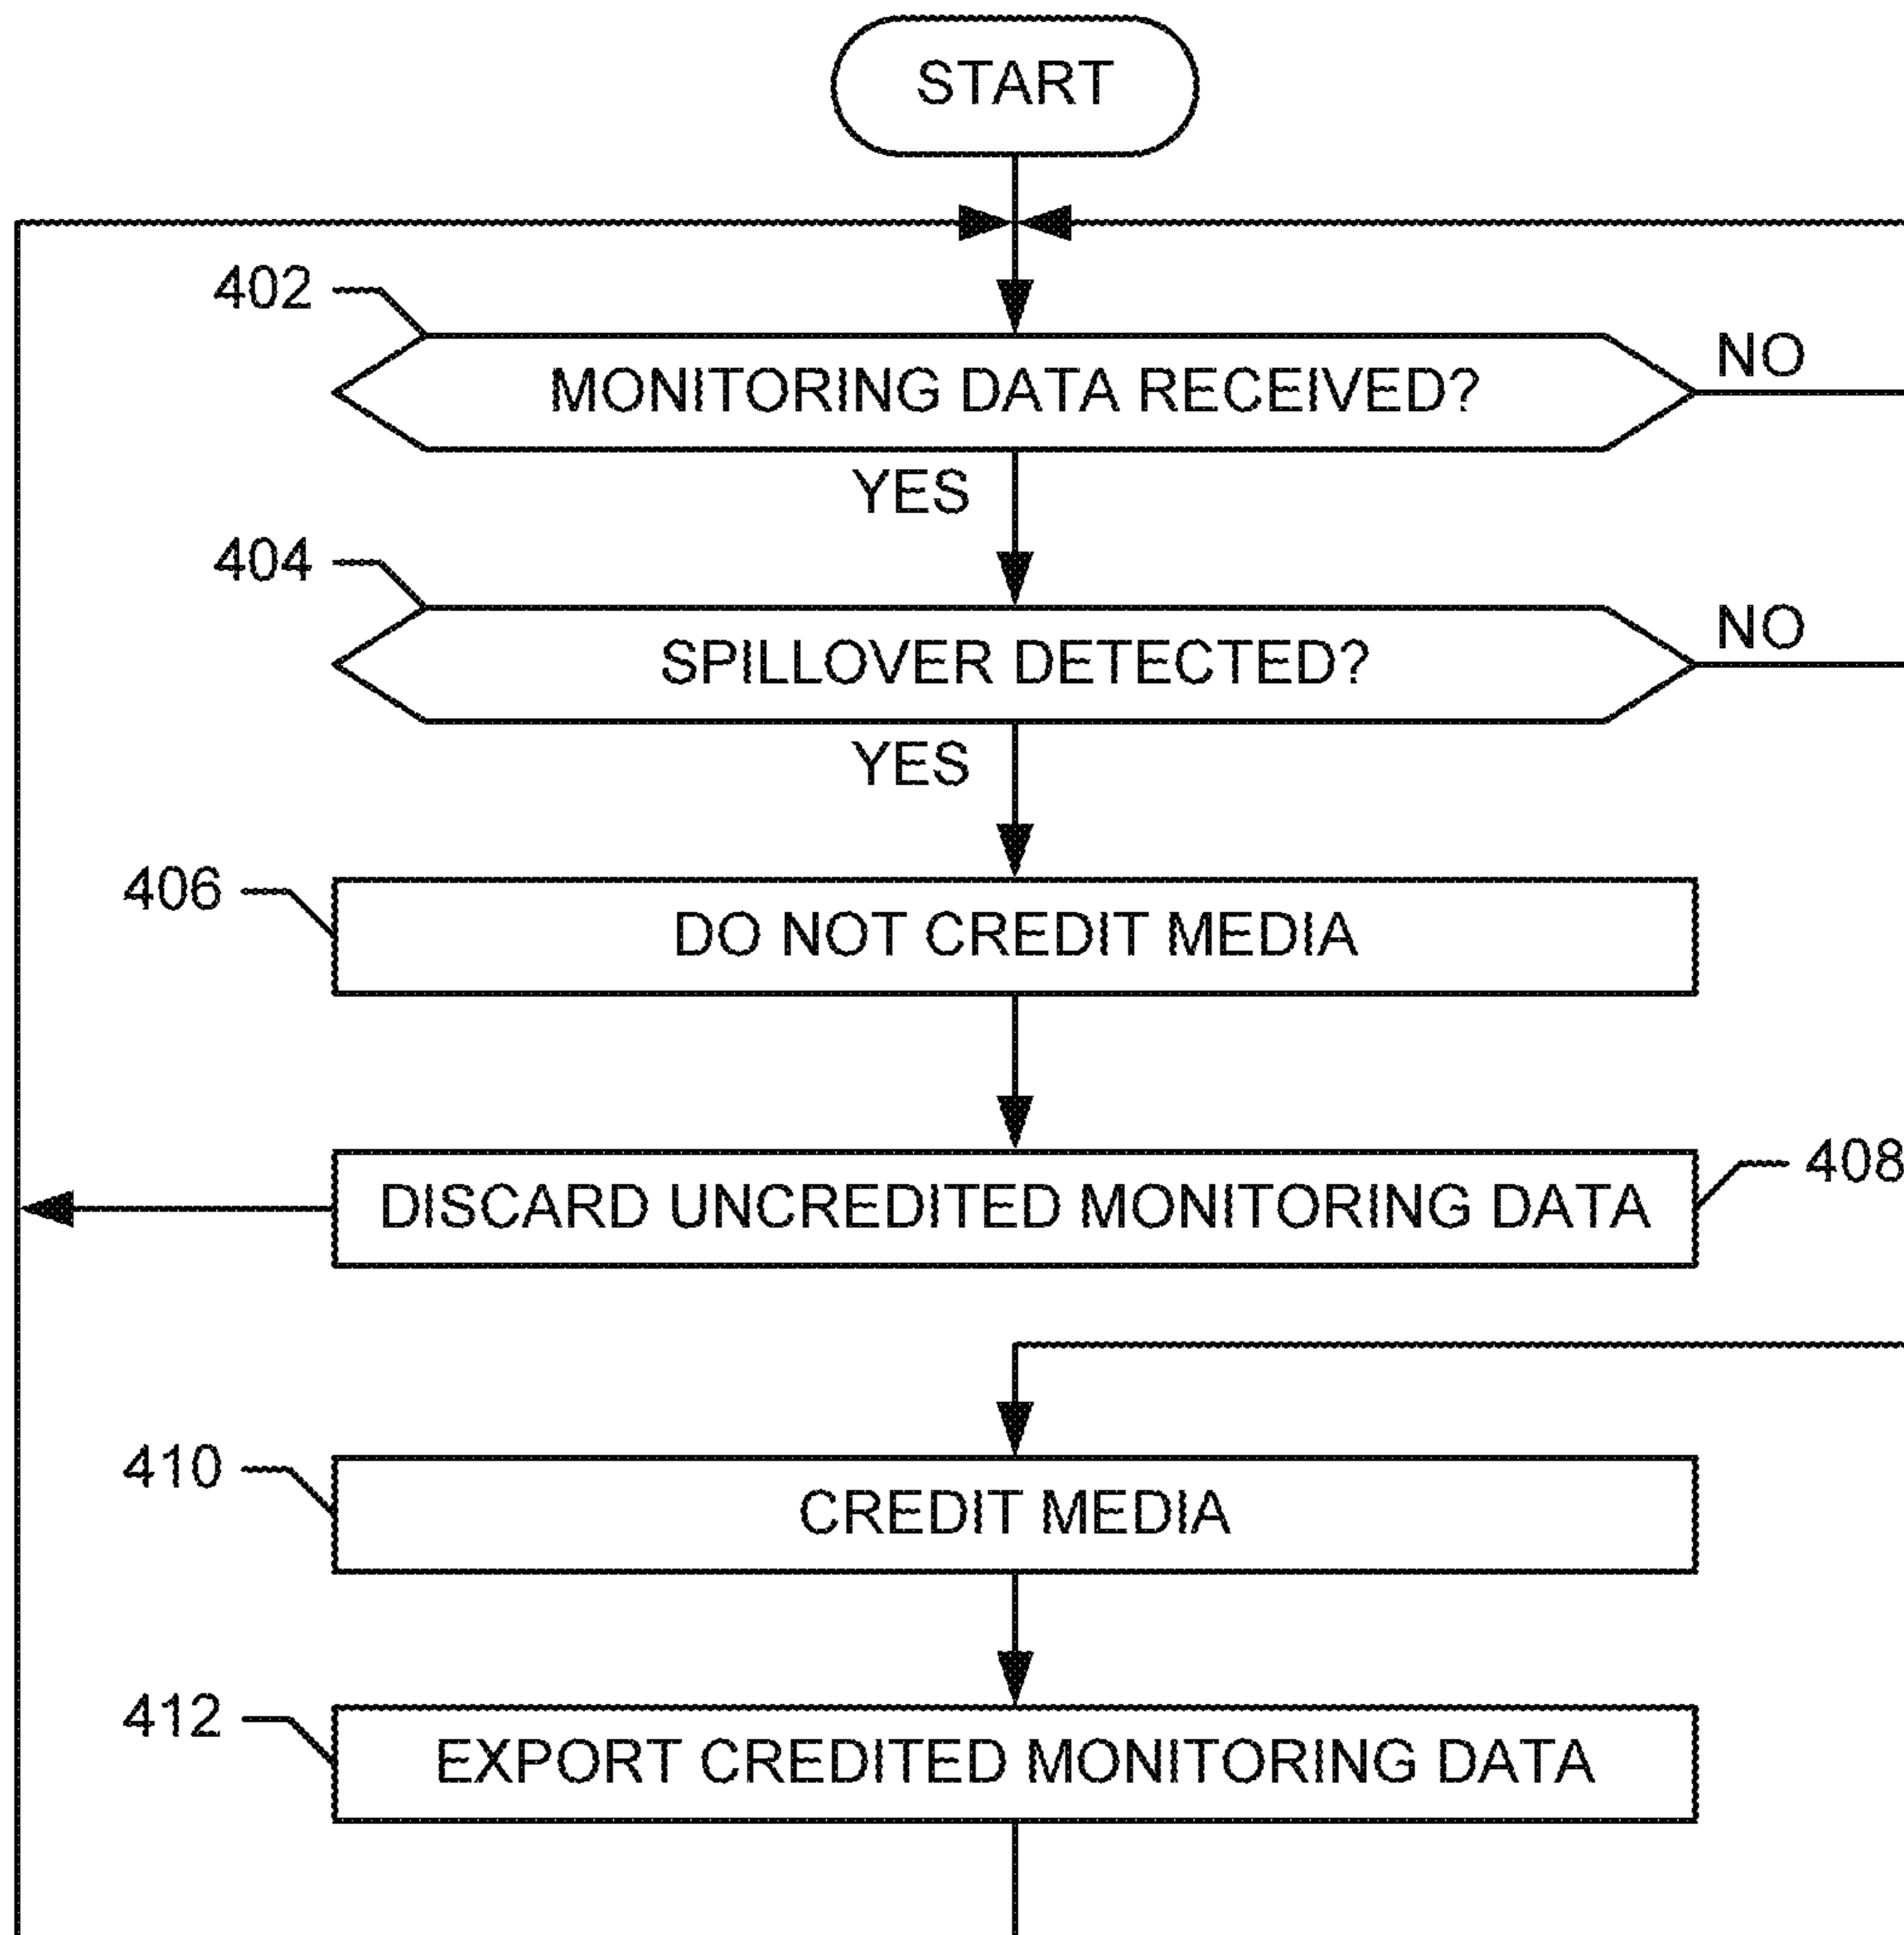 START
402
MONITORING DATA RECEIVED?
NO
YES
404
SPILLOVER DETECTED?
NO
YES
406
DO NOT CREDIT MEDIA
408
DISCARD UNCREDITED MONITORING DATA
410
CREDIT MEDIA
412
EXPORT CREDITED MONITORING DATA